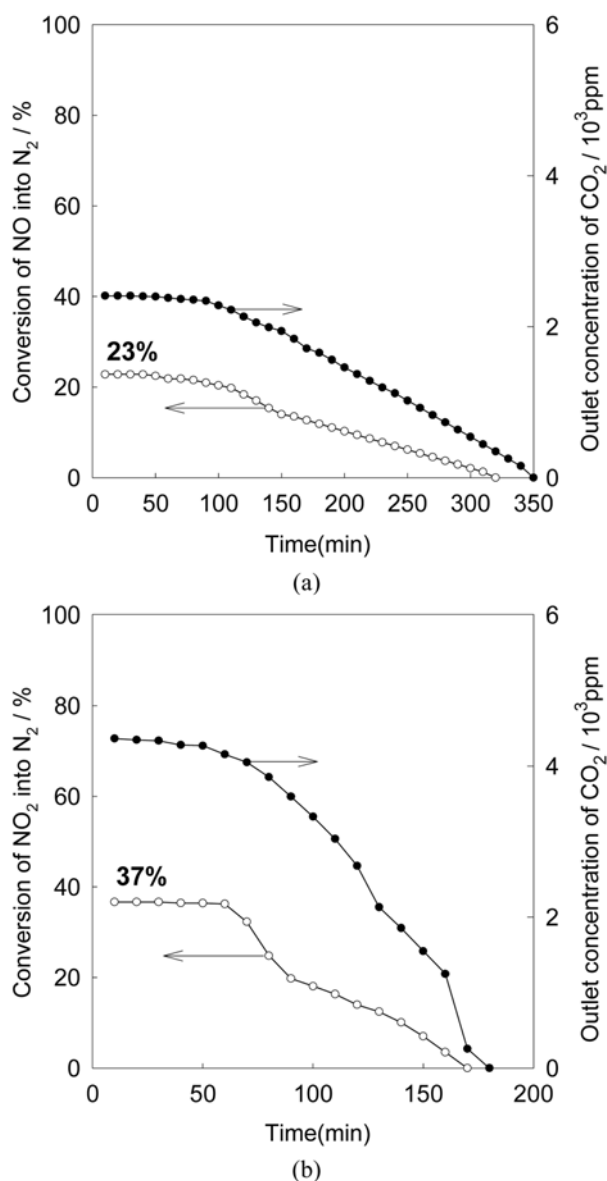 Conversion of NO into N₂ / %
100
80
60
40
20
0
23%
6
4
2
0
Outlet concentration of CO₂ / 10³ppm
0 50 100 150 200 250 300 350
Time(min)
(a)
Conversion of NO₂ into N₂ / %
100
80
60
40
20
0
37%
6
4
2
0
Outlet concentration of CO₂ / 10³ppm
0 50 100 150 200
Time(min)
(b)